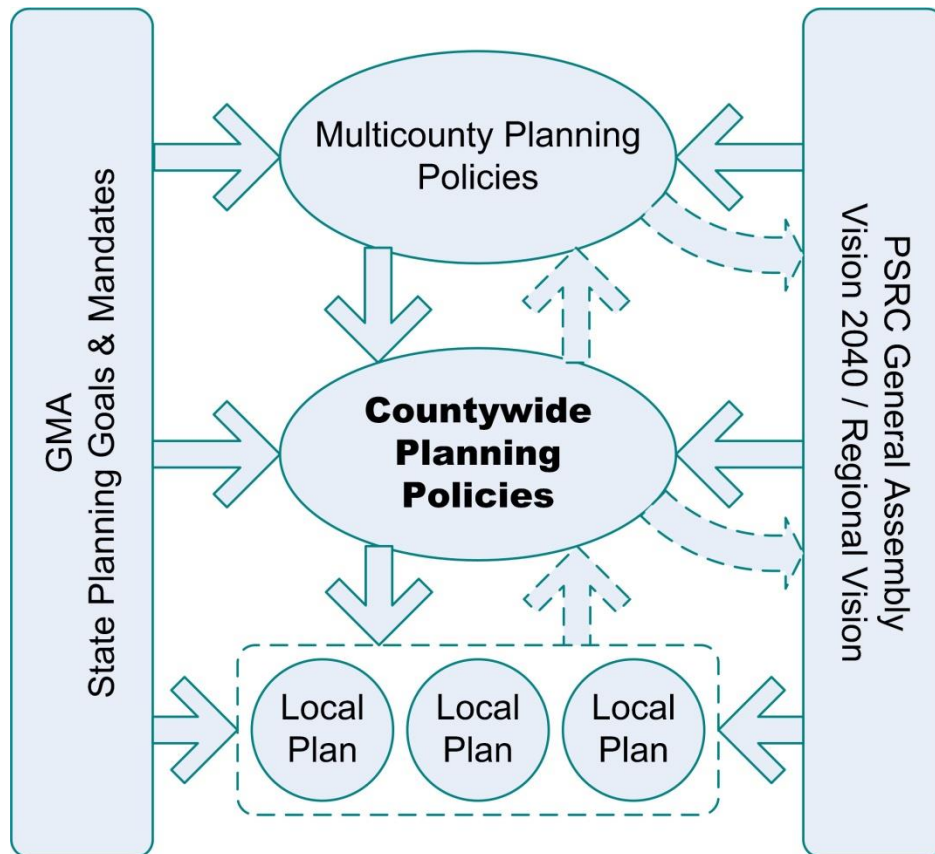 GMA
State Planning Goals & Mandates
Multicounty Planning
Policies
Countywide
Planning
Policies
Local
Plan
Local
Plan
Local
Plan
PSRC General Assembly
Vision 2040 / Regional Vision